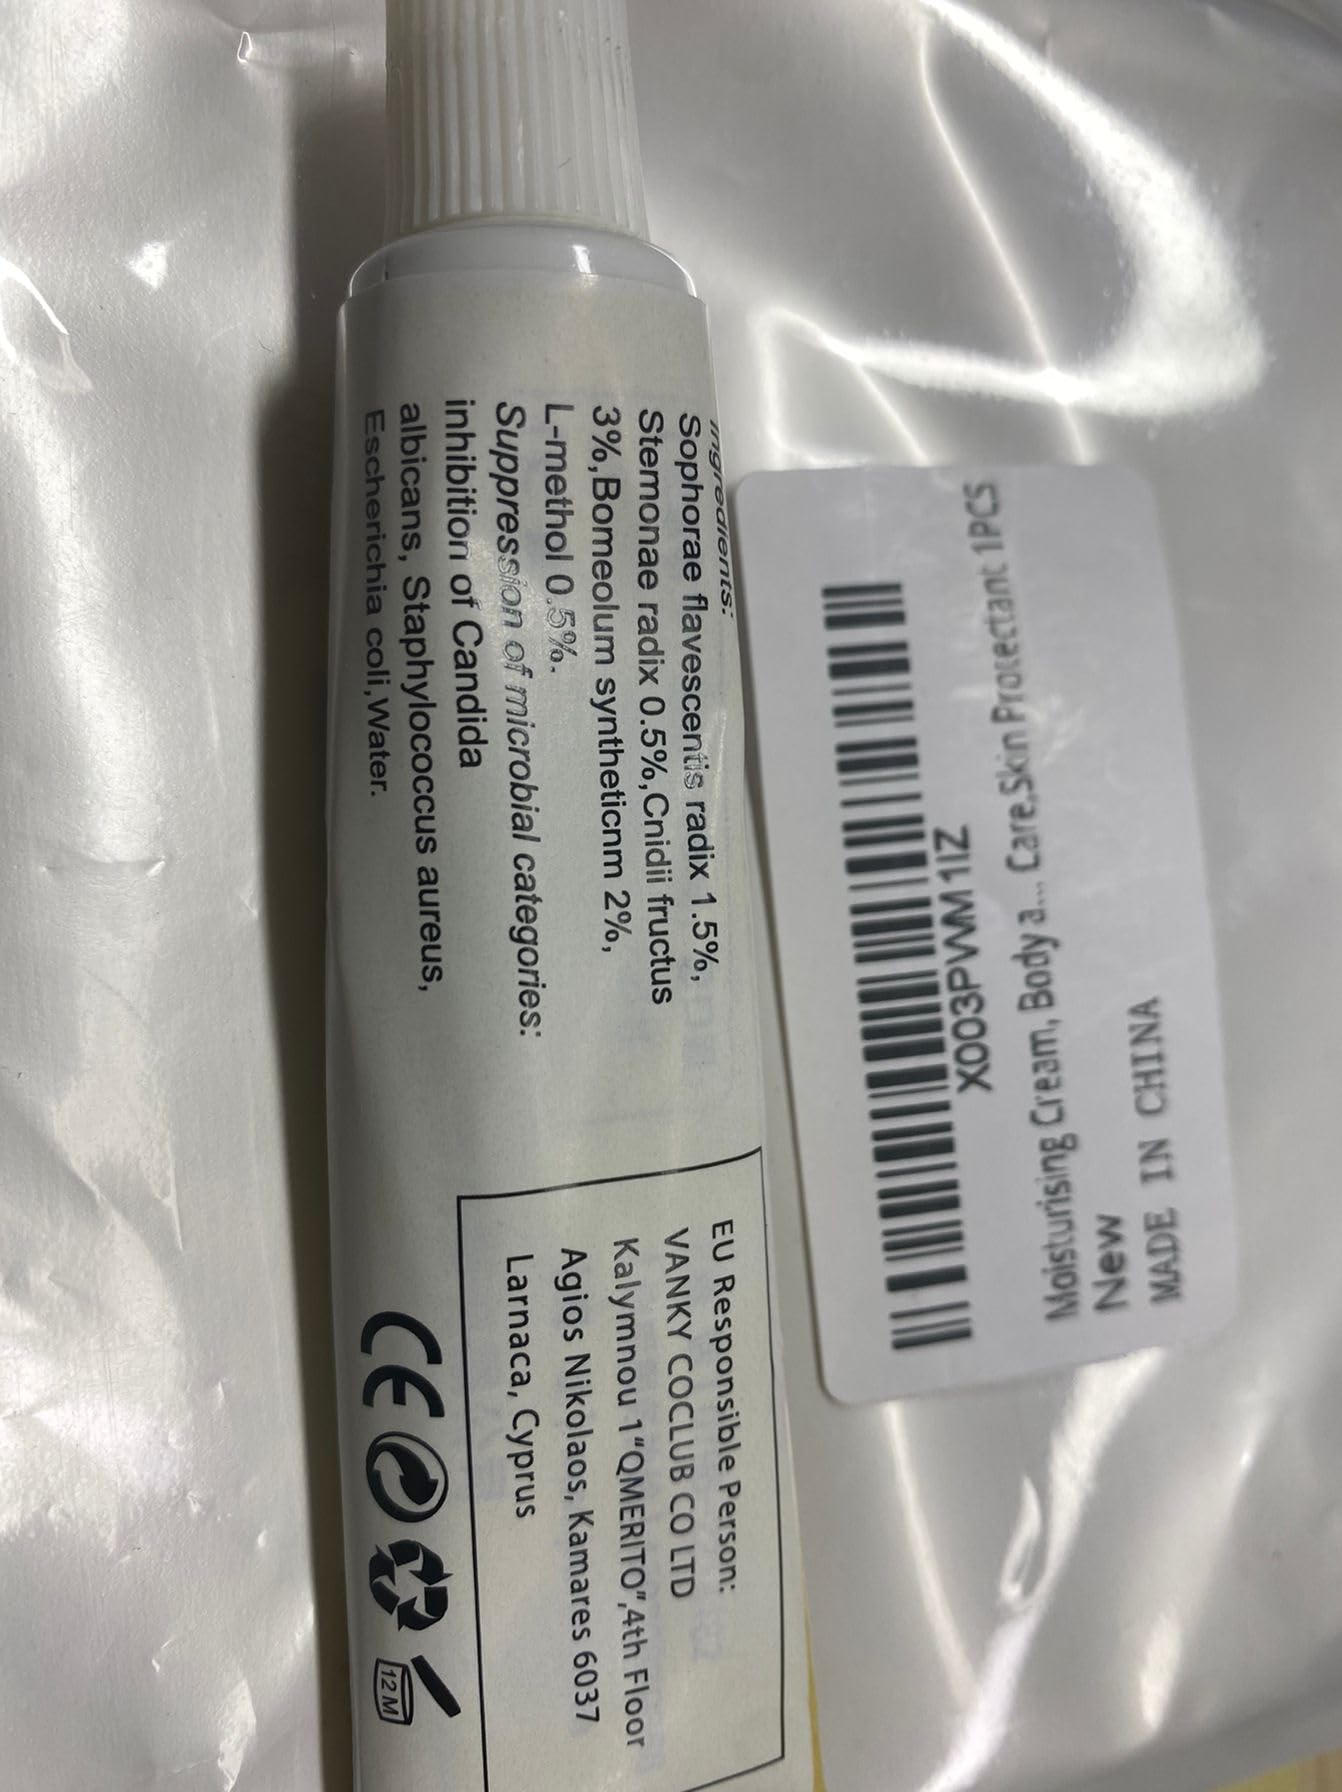 Ingredients:
Sophorae flavescentis radix 1.5%,
Stemonae radix 0.5%,Cnidii fructus
3%,Bomeolum syntheticnm 2%,
L-methol 0.5%.
Suppression of microbial categories:
inhibition of Candida
albicans, Staphylococcus aureus,
Escherichia coli,Water.
EU Responsible Person:
VANKY COCLUB CO LTD
Kalymnou 1"QMERITO",4th Floor
Agios Nikolaos, Kamares 6037
Larnaca, Cyprus
CE
12M
X003PVVM1IZ
Moisturising Cream, Body a... Care,Skin Protectant 1PCS
New
MADE IN CHINA